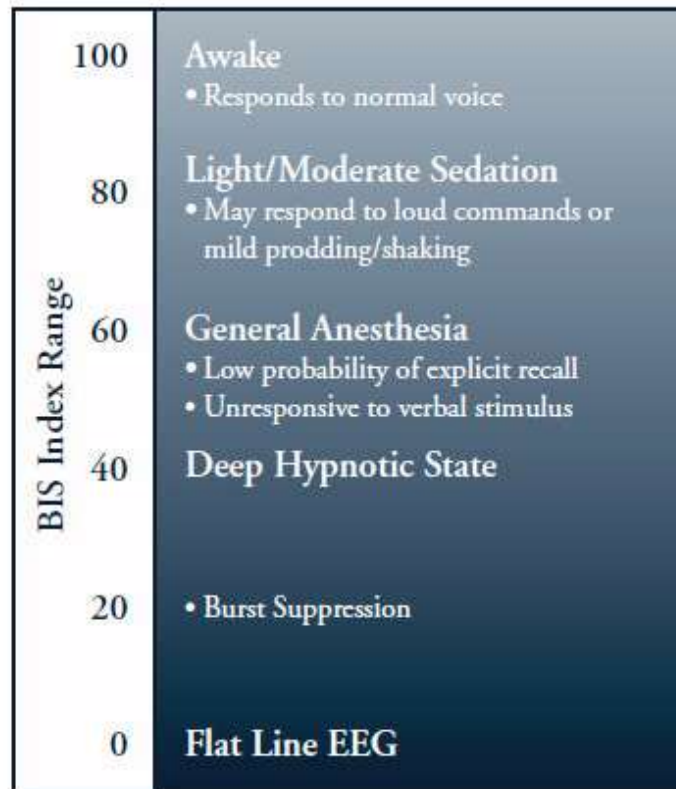 BIS Index Range
100
Awake
• Responds to normal voice
80
Light/Moderate Sedation
• May respond to loud commands or
mild prodding/shaking
60
General Anesthesia
• Low probability of explicit recall
• Unresponsive to verbal stimulus
40
Deep Hypnotic State
20
• Burst Suppression
0
Flat Line EEG